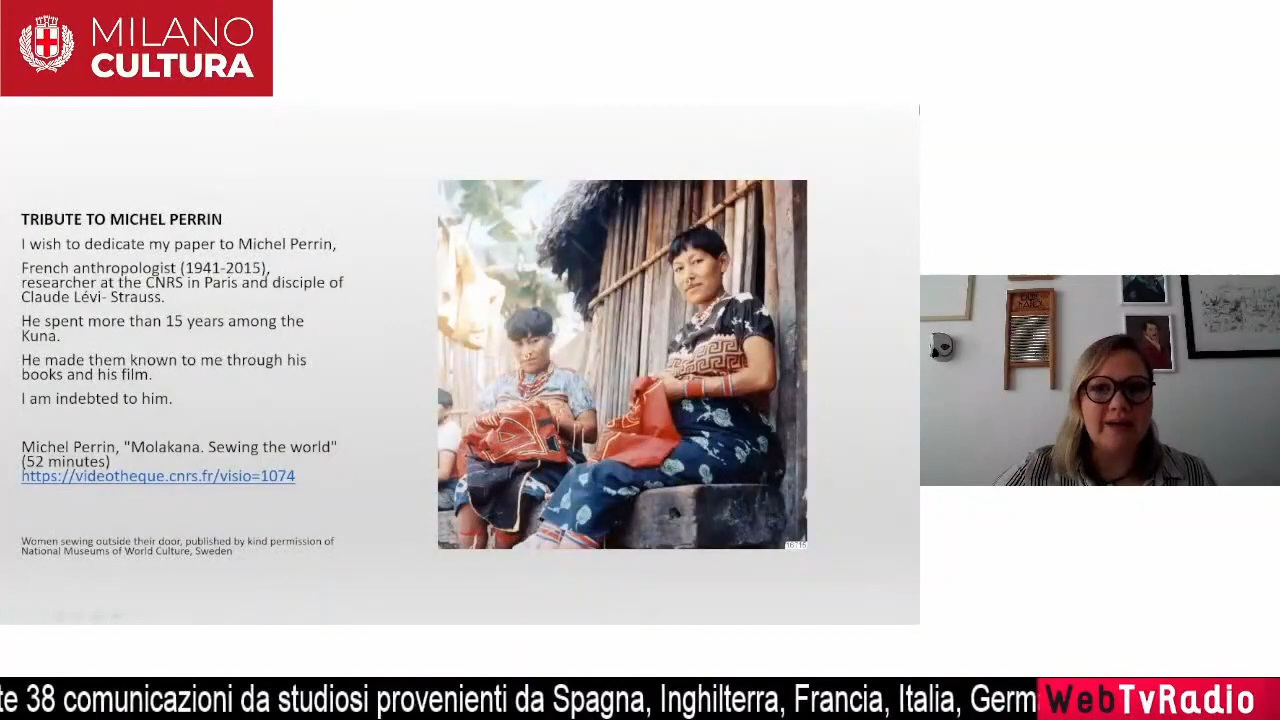 MILANO
CULTURA
TRIBUTE TO MICHEL PERRIN
I wish to dedicate my paper to Michel Perrin,
French anthropologist (1941-2015),
researcher at the CNRS in Paris and disciple of
Claude Lévi- Strauss.
He spent more than 15 years among the
Kuna.
He made them known to me through his
books and his film.
I am indebted to him.
Michel Perrin, "Molakana. Sewing the world"
(52 minutes)
https://videotheque.cnrs.fr/visio=1074
Women sewing outside their door, published by kind permission of
National Museums of World Culture, Sweden
te 38 comunicazioni da studiosi provenienti da Spagna, Inghilterra, Francia, Italia, Germ
WebTvRadio